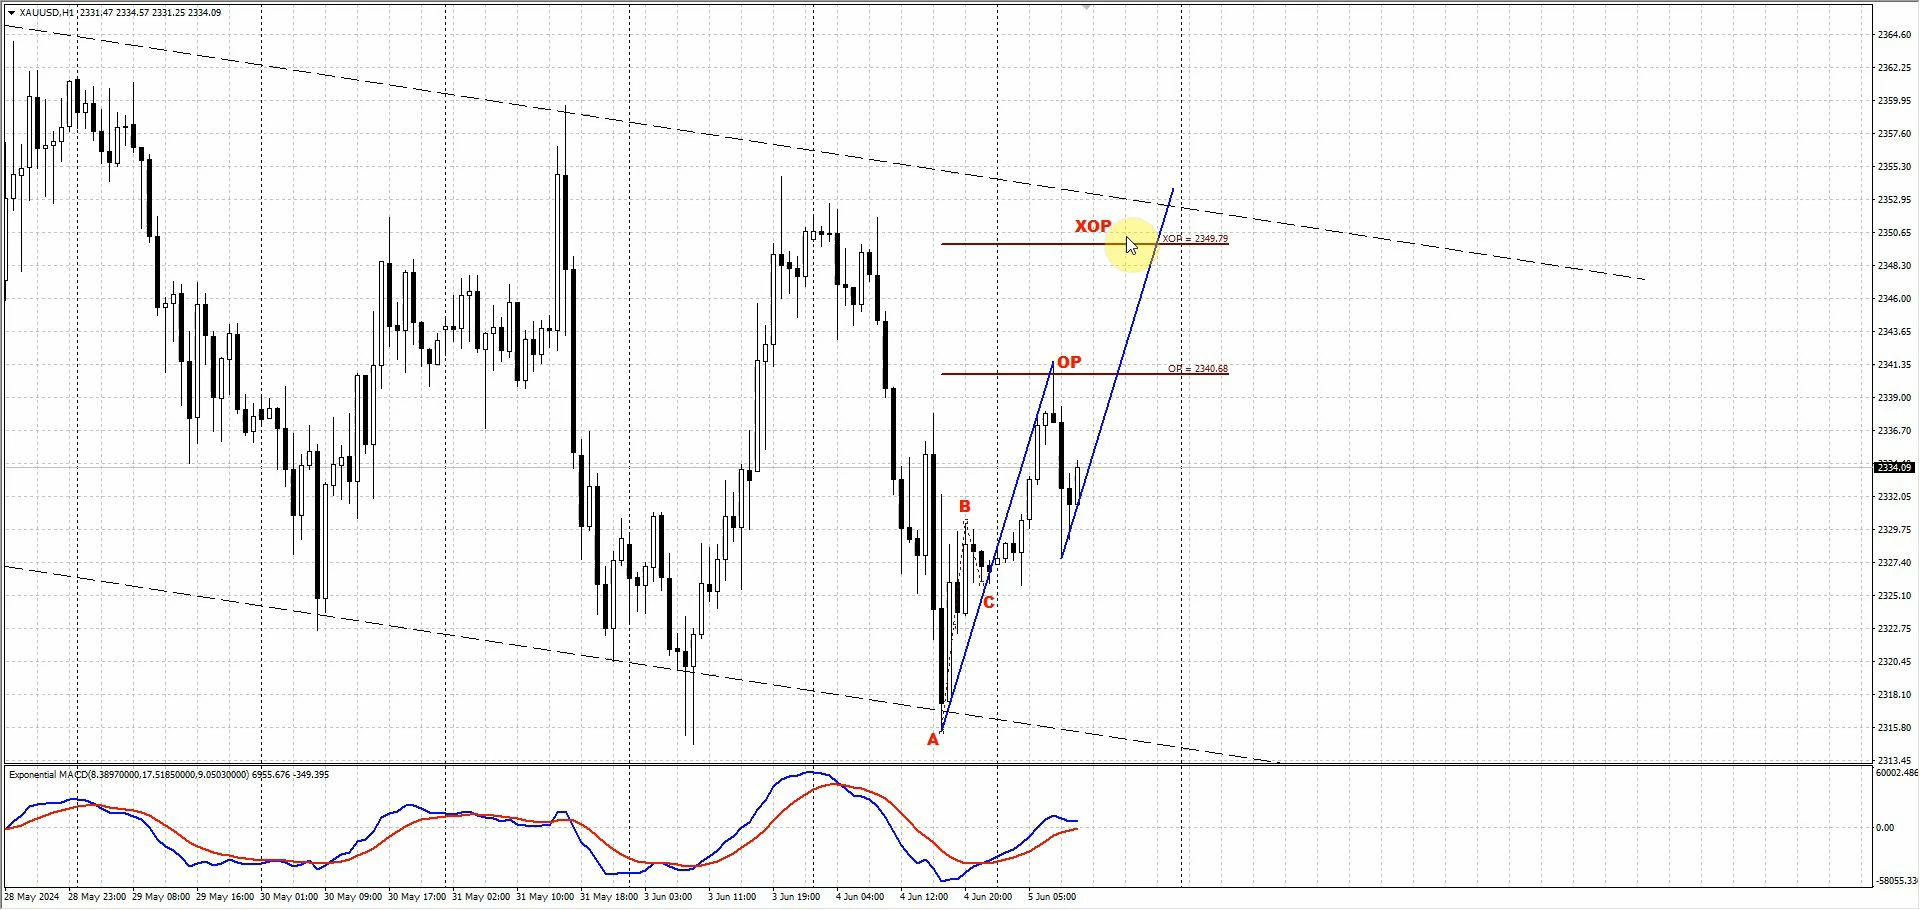 XAUUSD,H1 2331.47 2334.57 2331.25 2334.09
2364.60
2362.25
2359.95
2357.60
2355.30
2352.95
XOP
XOP = 2349.79
2350.65
2348.30
2346.00
2343.65
OP
OP = 2340.68
2341.35
2339.00
2336.70
2334.09
2332.05
B
2329.75
2327.40
C
2325.10
2322.75
2320.45
2318.10
2315.80
A
2313.45
Exponential MACD(8.38970000,17.51850000,9.05030000) 6955.676 -349.395
60002.486
0.00
-58055.33
28 May 2024 28 May 23:00 29 May 08:00 29 May 16:00 30 May 01:00 30 May 09:00 30 May 17:00 31 May 02:00 31 May 10:00 31 May 18:00 3 Jun 03:00 3 Jun 11:00 3 Jun 19:00 4 Jun 04:00 4 Jun 12:00 4 Jun 20:00 5 Jun 05:00